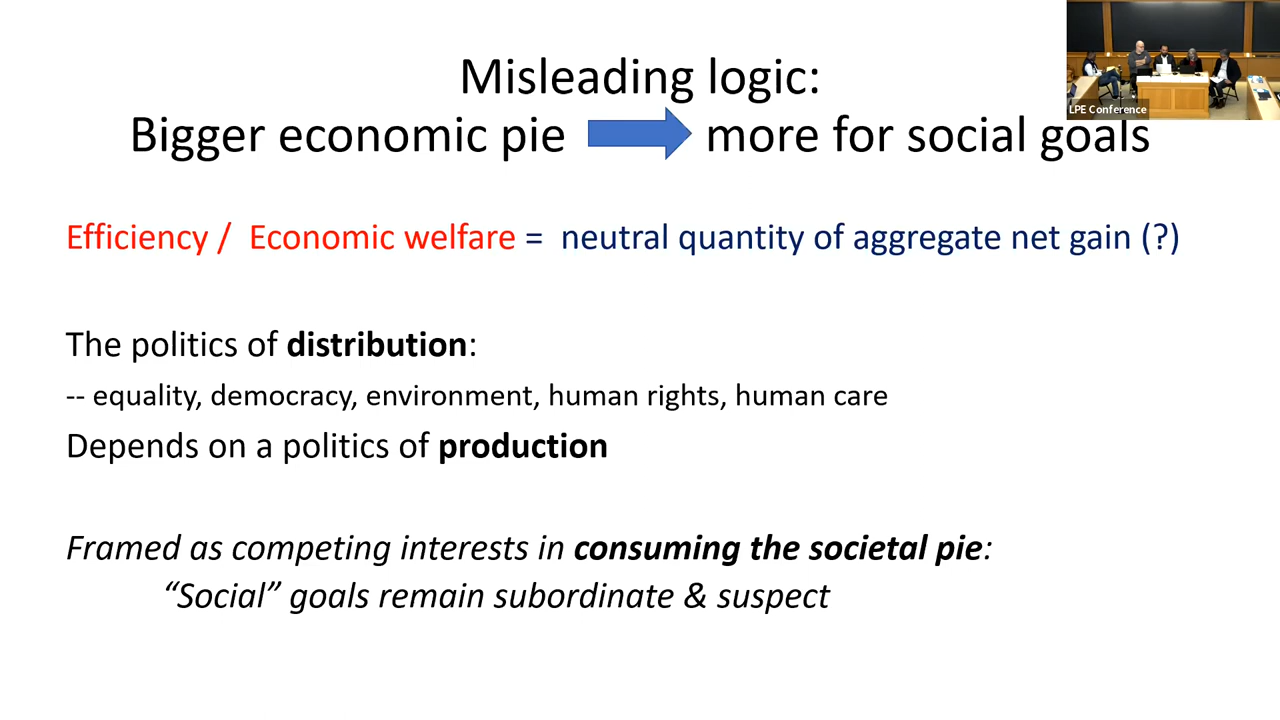 Misleading logic:
Bigger economic pie more for social goals
LPE Conference
Efficiency / Economic welfare = neutral quantity of aggregate net gain (?)
The politics of distribution:
-- equality, democracy, environment, human rights, human care
Depends on a politics of production
Framed as competing interests in consuming the societal pie:
“Social” goals remain subordinate & suspect